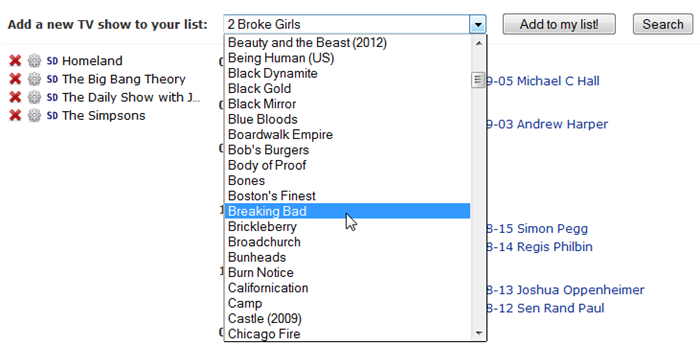 Add a new TV show to your list: 2 Broke Girls Add to my list! Search
SD Homeland
SD The Big Bang Theory
SD The Daily Show with J...
SD The Simpsons
Beauty and the Beast (2012)
Being Human (US)
Black Dynamite
Black Gold
Black Mirror
Blue Bloods
Boardwalk Empire
Bob's Burgers
Body of Proof
Bones
Boston's Finest
Breaking Bad
Brickleberry
Broadchurch
Bunheads
Burn Notice
Californication
Camp
Castle (2009)
Chicago Fire
9-05 Michael C Hall
9-03 Andrew Harper
8-15 Simon Pegg
8-14 Regis Philbin
8-13 Joshua Oppenheimer
8-12 Sen Rand Paul